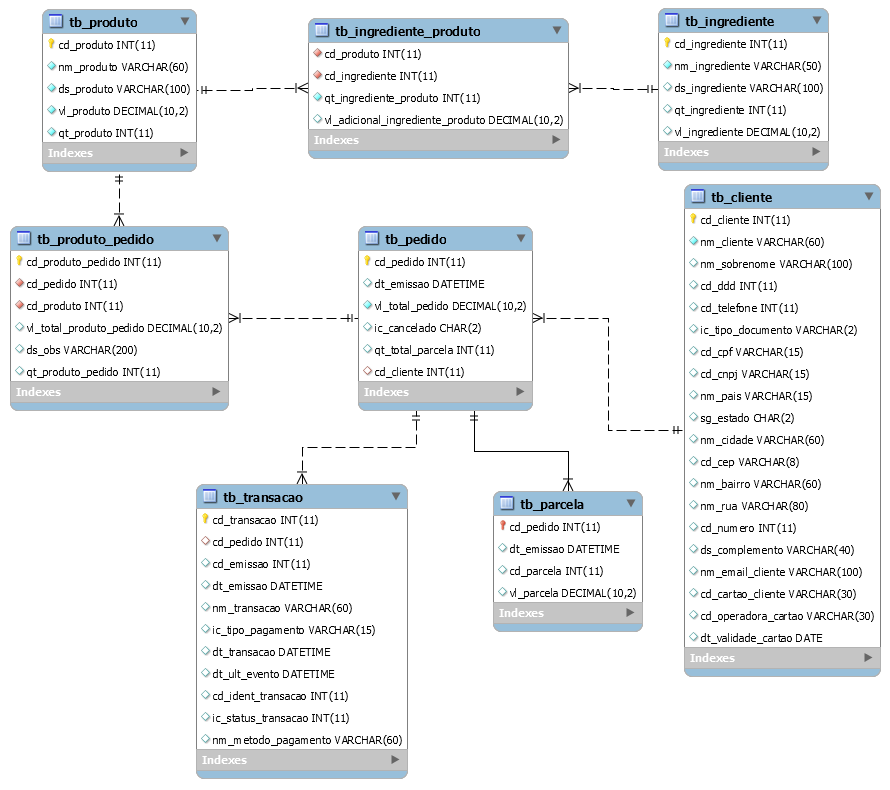 tb_produto
cd_produto INT(11)
nm_produto VARCHAR(60)
ds_produto VARCHAR(100)
vl_produto DECIMAL(10,2)
qt_produto INT(11)
Indexes
tb_ingrediente_produto
cd_produto INT(11)
cd_ingrediente INT(11)
qt_ingrediente_produto INT(11)
vl_adicional_ingrediente_produto DECIMAL(10,2)
Indexes
tb_ingrediente
cd_ingrediente INT(11)
nm_ingrediente VARCHAR(50)
ds_ingrediente VARCHAR(100)
qt_ingrediente INT(11)
vl_ingrediente DECIMAL(10,2)
Indexes
tb_produto_pedido
cd_produto_pedido INT(11)
cd_pedido INT(11)
cd_produto INT(11)
vl_total_produto_pedido DECIMAL(10,2)
ds_obs VARCHAR(200)
qt_produto_pedido INT(11)
Indexes
tb_pedido
cd_pedido INT(11)
dt_emissao DATETIME
vl_total_pedido DECIMAL(10,2)
ic_cancelado CHAR(2)
qt_total_parcela INT(11)
cd_cliente INT(11)
Indexes
tb_cliente
cd_cliente INT(11)
nm_cliente VARCHAR(60)
nm_sobrenome VARCHAR(100)
cd_ddd INT(11)
cd_telefone INT(11)
ic_tipo_documento VARCHAR(2)
cd_cpf VARCHAR(15)
cd_cnpj VARCHAR(15)
nm_pais VARCHAR(15)
sg_estado CHAR(2)
nm_cidade VARCHAR(60)
cd_cep VARCHAR(8)
nm_bairro VARCHAR(60)
nm_rua VARCHAR(80)
cd_numero INT(11)
ds_complemento VARCHAR(40)
nm_email_cliente VARCHAR(100)
cd_cartao_cliente VARCHAR(30)
cd_operadora_cartao VARCHAR(30)
dt_validade_cartao DATE
Indexes
tb_transacao
cd_transacao INT(11)
cd_pedido INT(11)
cd_emissao INT(11)
dt_emissao DATETIME
nm_transacao VARCHAR(60)
ic_tipo_pagamento VARCHAR(15)
dt_transacao DATETIME
dt_ult_evento DATETIME
cd_ident_transacao INT(11)
ic_status_transacao INT(11)
nm_metodo_pagamento VARCHAR(60)
Indexes
tb_parcela
cd_pedido INT(11)
dt_emissao DATETIME
cd_parcela INT(11)
vl_parcela DECIMAL(10,2)
Indexes